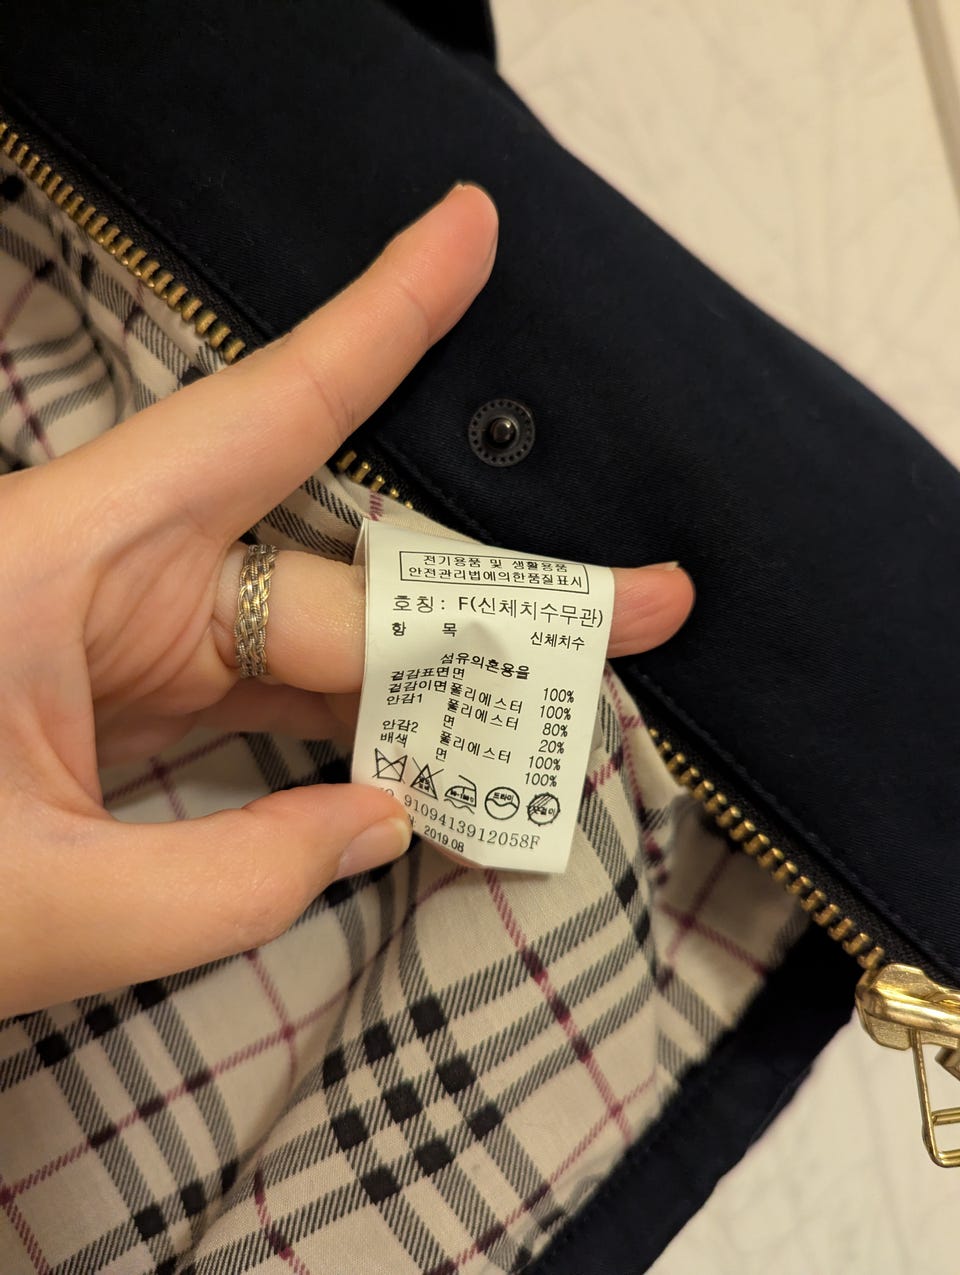 전기용품 및 생활용품
안전관리법에의한품질표시
호칭: F(신체치수무관)
항 목 신체치수
섬유의혼용율
겉감표면면 100%
겉감이면폴리에스터 100%
안감1 폴리에스터 80%
면 20%
안감2 폴리에스터 100%
배색 면 100%
드라이
9109413912058F
2019.08